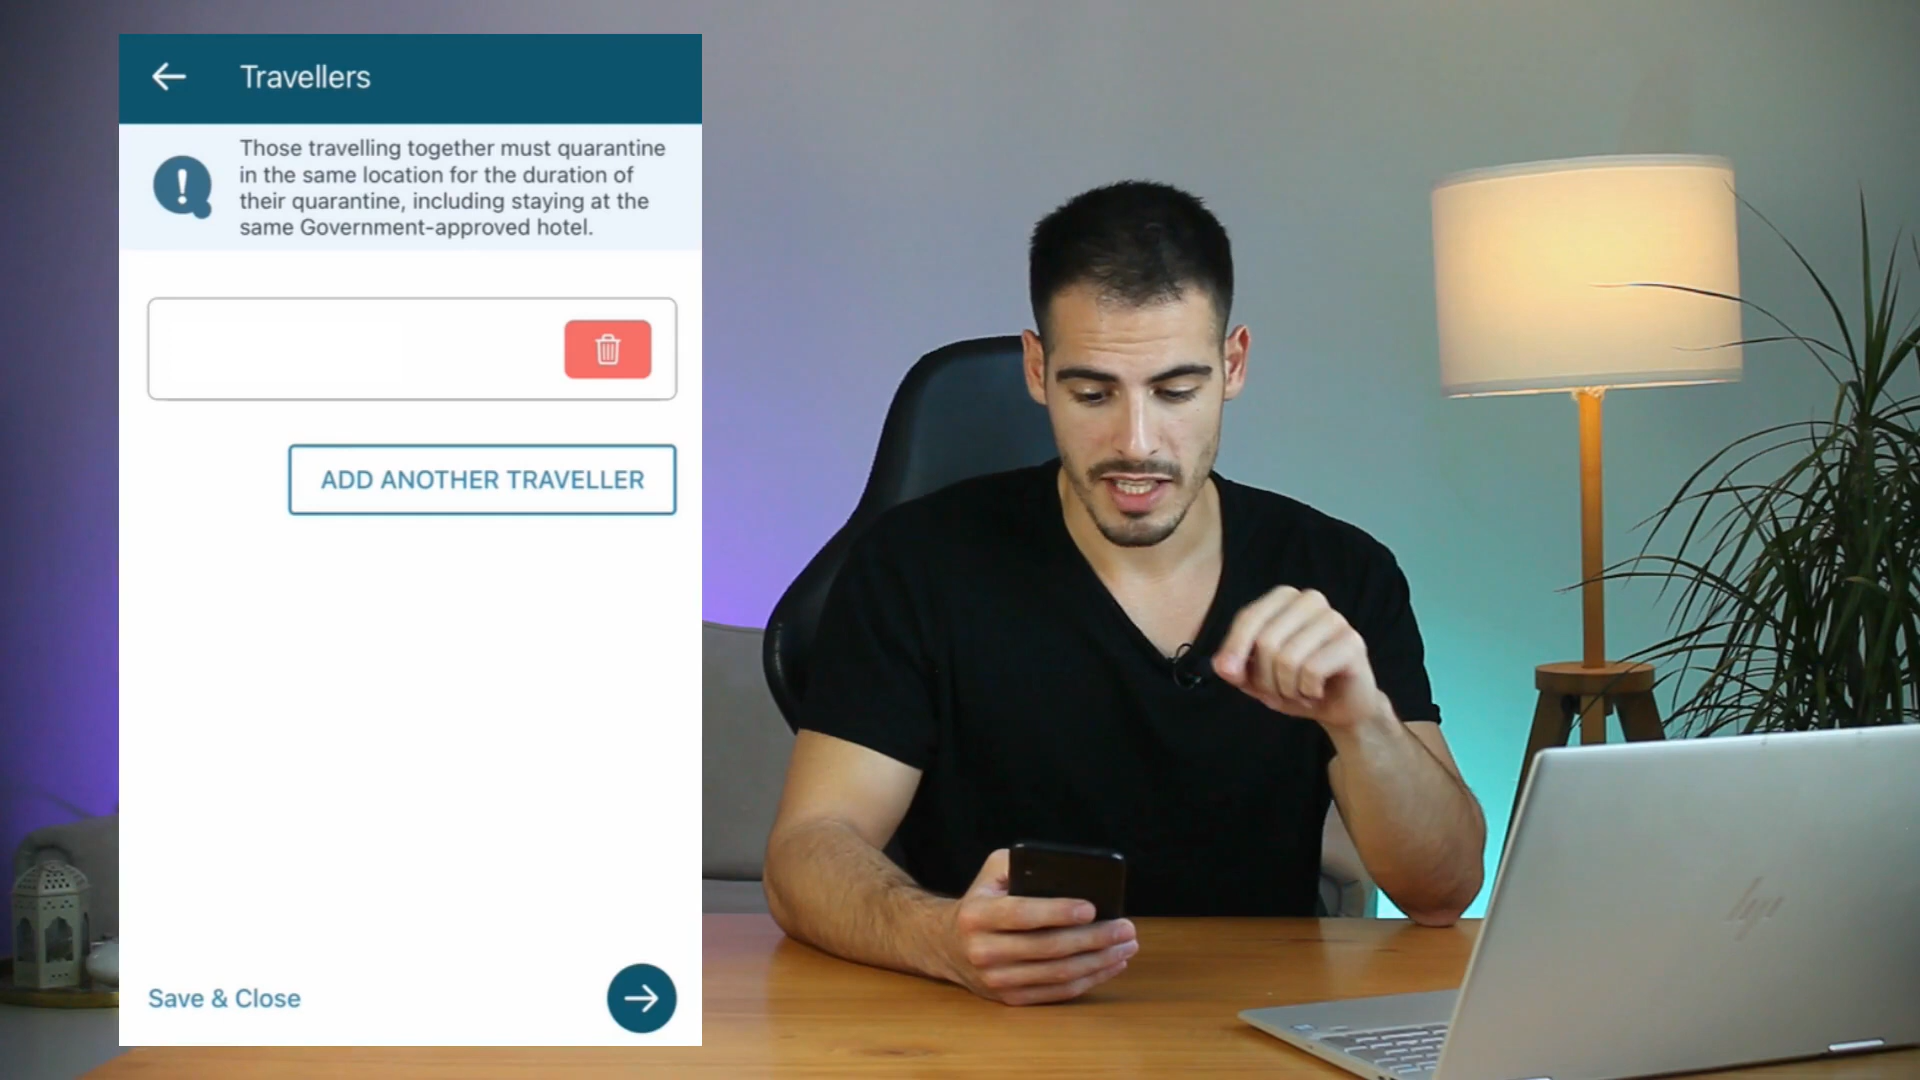 Travellers
Those travelling together must quarantine
in the same location for the duration of
their quarantine, including staying at the
same Government-approved hotel.
ADD ANOTHER TRAVELLER
Save & Close
hp